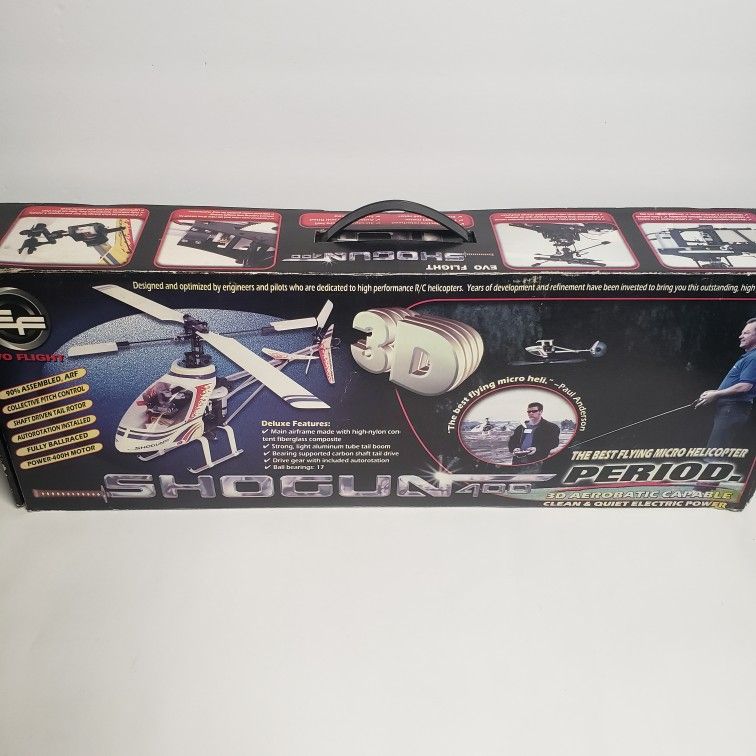 SHOGUN 400
EVO FLIGHT
Designed and optimized by engineers and pilots who are dedicated to high performance R/C helicopters. Years of development and refinement have been invested to bring you this outstanding, high
EF
VO FLIGHT
90% ASSEMBLED, ARF
COLLECTIVE PITCH CONTROL
SHAFT DRIVEN TAIL ROTOR
AUTOROTATION INSTALLED
FULLY BALLRACED
POWER-400H MOTOR
SHOGUN
Deluxe Features:
✓ Main airframe made with high-nylon con-
tent fiberglass composite
✓ Strong, light aluminum tube tail boom
✓ Bearing supported carbon shaft tail drive
✓ Drive gear with included autorotation
✓ Ball bearings: 17
3D
"The best flying micro heli." -Paul Anderson
SHOGUN 400
THE BEST FLYING MICRO HELICOPTER
PERIOD.
3D AEROBATIC CAPABLE
CLEAN & QUIET ELECTRIC POWER